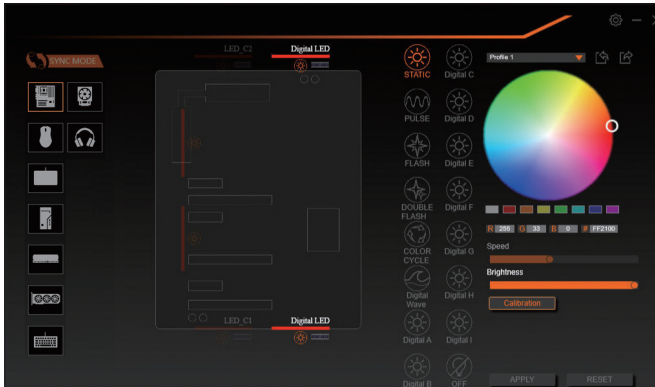 SYNC MODE
LED_C2
Digital LED
STATIC
Digital C
PULSE
Digital D
FLASH
Digital E
DOUBLE FLASH
Digital F
COLOR CYCLE
Digital G
Digital Wave
Digital H
Digital A
Digital I
Digital B
OFF
LED_C1
Digital LED
Profile 1
R 255 G 33 B 0 # FF2100
Speed
Brightness
Calibration
APPLY
RESET